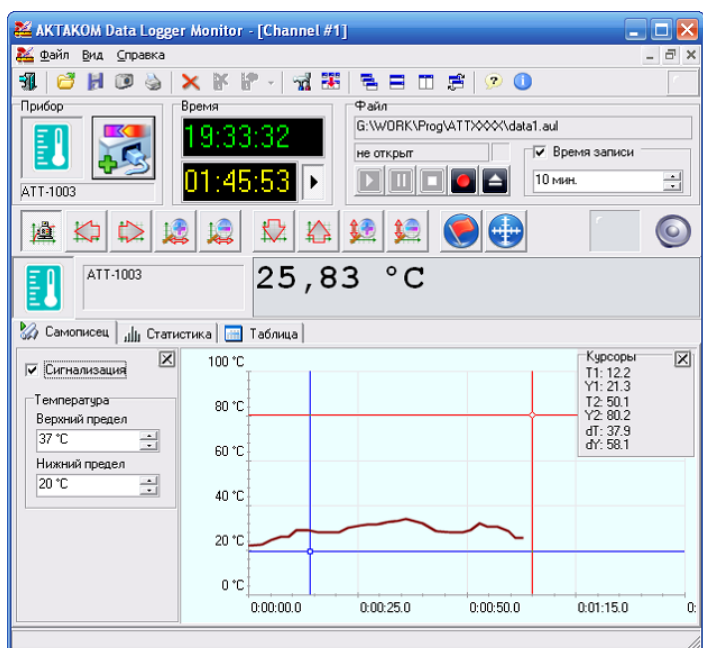 AKTAKOM Data Logger Monitor - [Channel #1]
Файл Вид Справка
Прибор
ATT-1003
Время
19:33:32
01:45:53
Файл
G:\WORK\Prog\ATTXXXX\data1.aul
не открыт
Время записи
10 мин.
ATT-1003
25,83 °C
Самописец Статистика Таблица
Сигнализация
Температура
Верхний предел
37 °C
Нижний предел
20 °C
100 °C
80 °C
60 °C
40 °C
20 °C
0 °C
0:00:00.0 0:00:25.0 0:00:50.0 0:01:15.0 0:
Курсоры
T1: 12.2
Y1: 21.3
T2: 50.1
Y2: 80.2
dT: 37.9
dY: 58.1